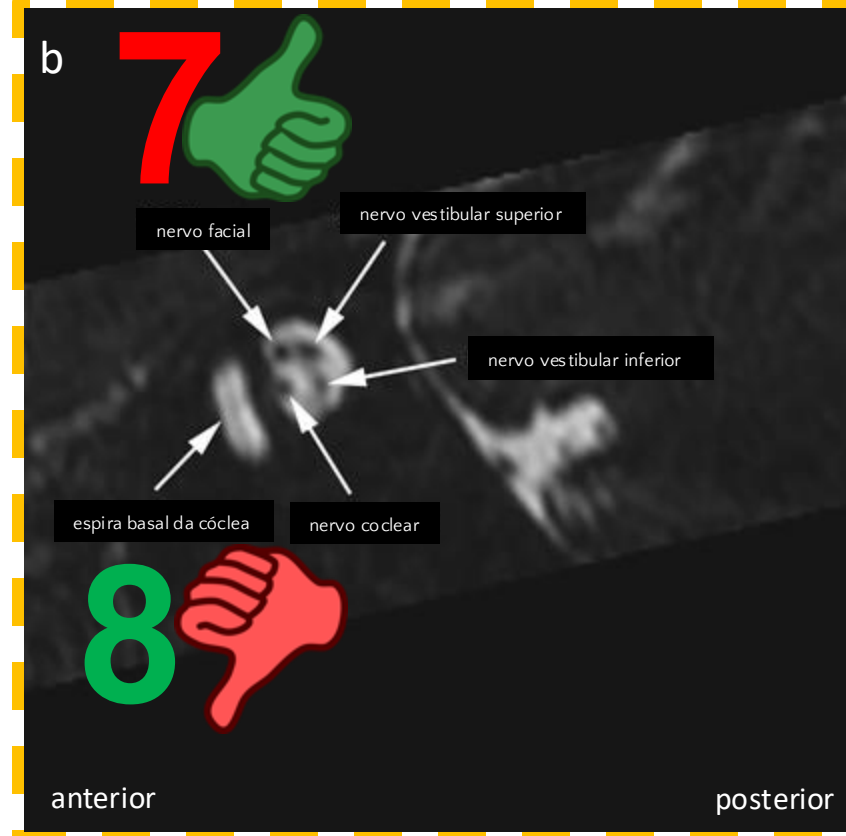 b
7
nervo facial
nervo vestibular superior
nervo vestibular inferior
espira basal da cóclea
nervo coclear
8
anterior
posterior